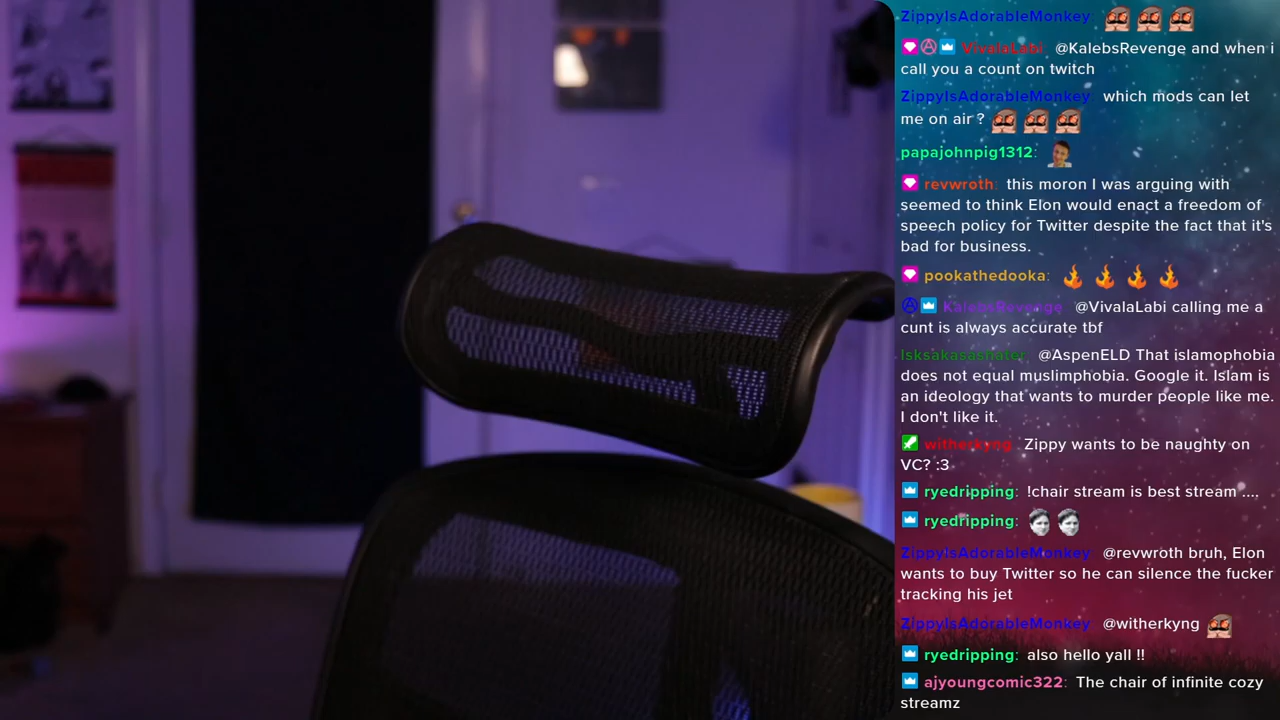 ZippyIsAdorableMonkey:
VivalaLabi: @KalebsRevenge and when i
call you a count on twitch
ZippyIsAdorableMonkey: which mods can let
me on air ?
papajohnpig1312:
revwroth: this moron I was arguing with
seemed to think Elon would enact a freedom of
speech policy for Twitter despite the fact that it's
bad for business.
pookathedooka:
KalebsRevenge: @VivalaLabi calling me a
cunt is always accurate tbf
lsksakasashater: @AspenELD That islamophobia
does not equal muslimphobia. Google it. Islam is
an ideology that wants to murder people like me.
I don't like it.
witherkyng: Zippy wants to be naughty on
VC? :3
ryedripping: !chair stream is best stream ....
ryedripping:
ZippyIsAdorableMonkey: @revwroth bruh, Elon
wants to buy Twitter so he can silence the fucker
tracking his jet
ZippyIsAdorableMonkey: @witherkyng
ryedripping: also hello yall !!
ajyoungcomic322: The chair of infinite cozy
streamz